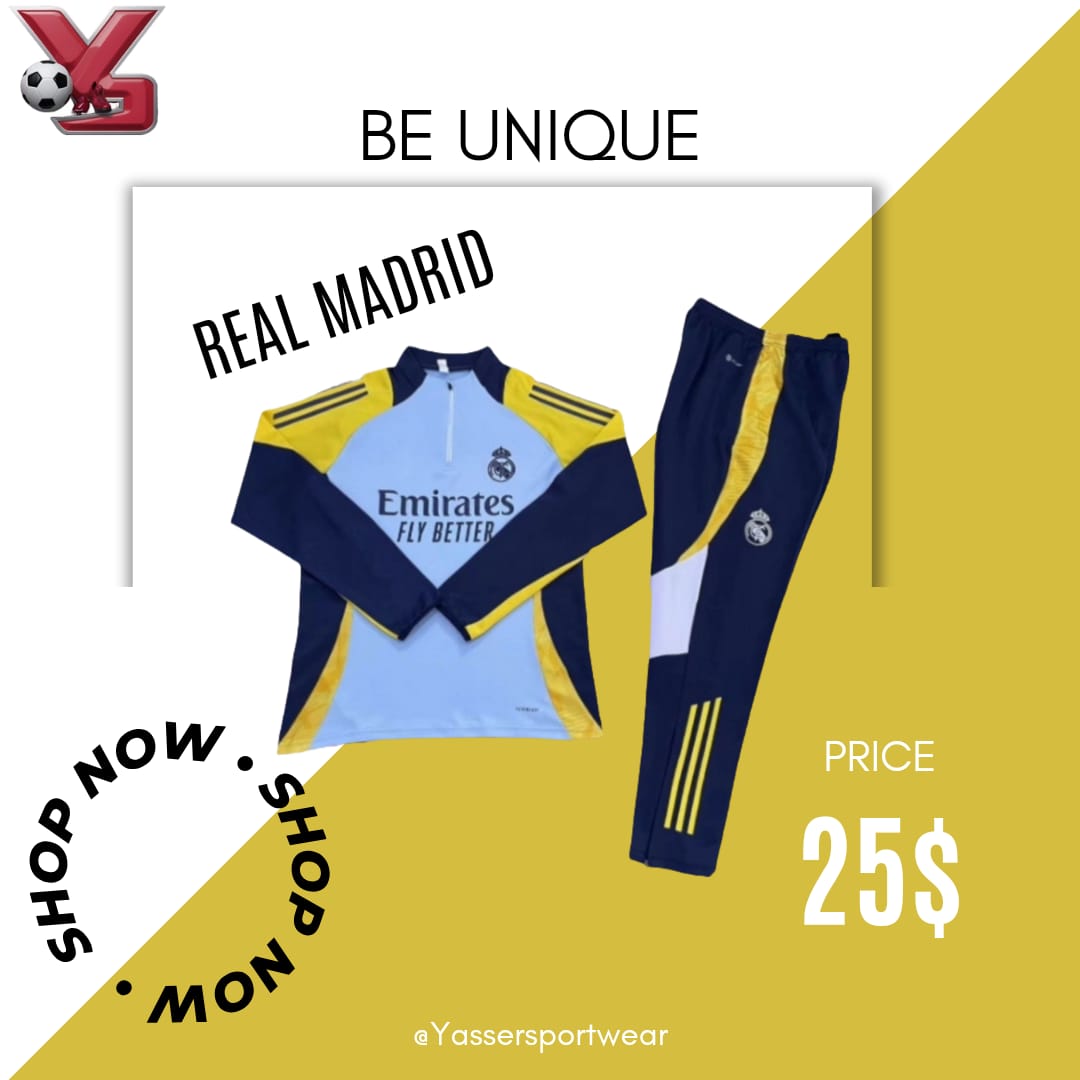 BE UNIQUE
REAL MADRID
Emirates
FLY BETTER
SHOP NOW • SHOP NOW •
PRICE
25$
@Yassersportwear